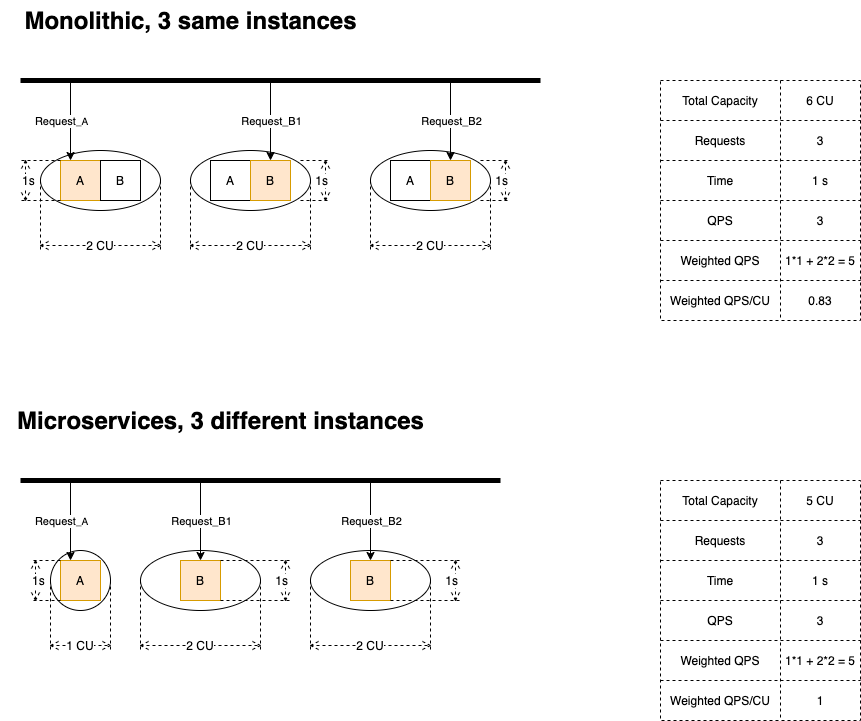 Monolithic, 3 same instances
Request_A
Request_B1
Request_B2
1s
A
B
A
B
1s
A
B
1s
2 CU
2 CU
2 CU
Total Capacity 6 CU
Requests 3
Time 1 s
QPS 3
Weighted QPS 1*1 + 2*2 = 5
Weighted QPS/CU 0.83
Microservices, 3 different instances
Request_A
Request_B1
Request_B2
1s
A
B
1s
B
1s
1 CU
2 CU
2 CU
Total Capacity 5 CU
Requests 3
Time 1 s
QPS 3
Weighted QPS 1*1 + 2*2 = 5
Weighted QPS/CU 1